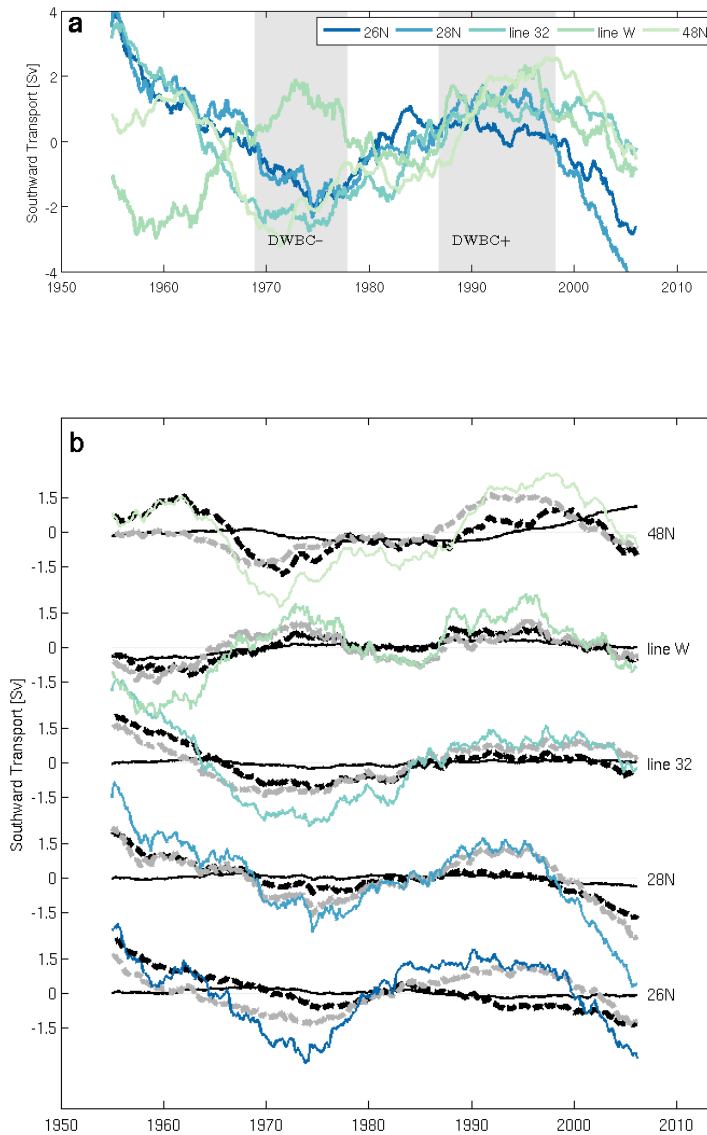 a
26N 28N line 32 line W 48N
Southward Transport [Sv]
4
2
0
-2
-4
DWBC- DWBC+
1950 1960 1970 1980 1990 2000 2010
b
Southward Transport [Sv]
1.5
0
-1.5
48N
1.5
0
-1.5
line W
1.5
0
-1.5
line 32
1.5
0
-1.5
28N
1.5
0
-1.5
26N
1950 1960 1970 1980 1990 2000 2010